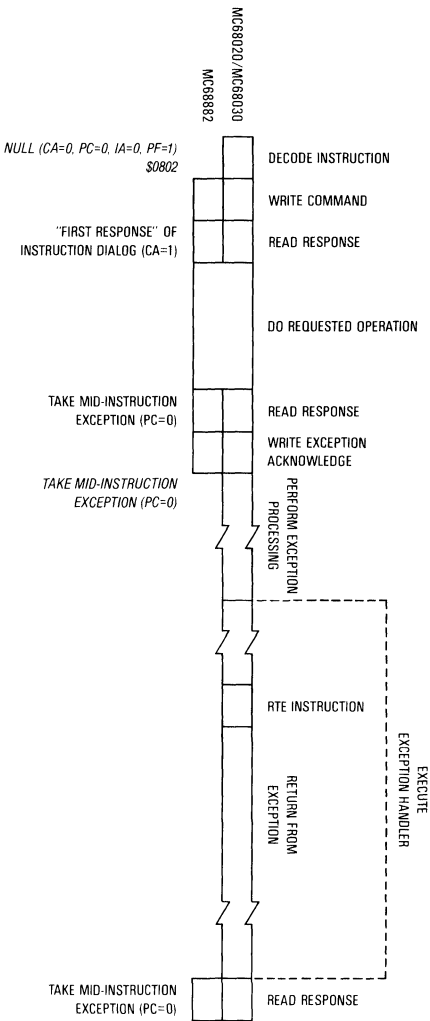 MC68020/MC68030
MC68882
NULL (CA=0, PC=0, IA=0, PF=1)
$0802
DECODE INSTRUCTION
WRITE COMMAND
"FIRST RESPONSE" OF
INSTRUCTION DIALOG (CA=1)
READ RESPONSE
DO REQUESTED OPERATION
TAKE MID-INSTRUCTION
EXCEPTION (PC=0)
READ RESPONSE
WRITE EXCEPTION
ACKNOWLEDGE
TAKE MID-INSTRUCTION
EXCEPTION (PC=0)
PERFORM EXCEPTION
PROCESSING
RTE INSTRUCTION
EXECUTE
EXCEPTION HANDLER
RETURN FROM
EXCEPTION
TAKE MID-INSTRUCTION
EXCEPTION (PC=0)
READ RESPONSE